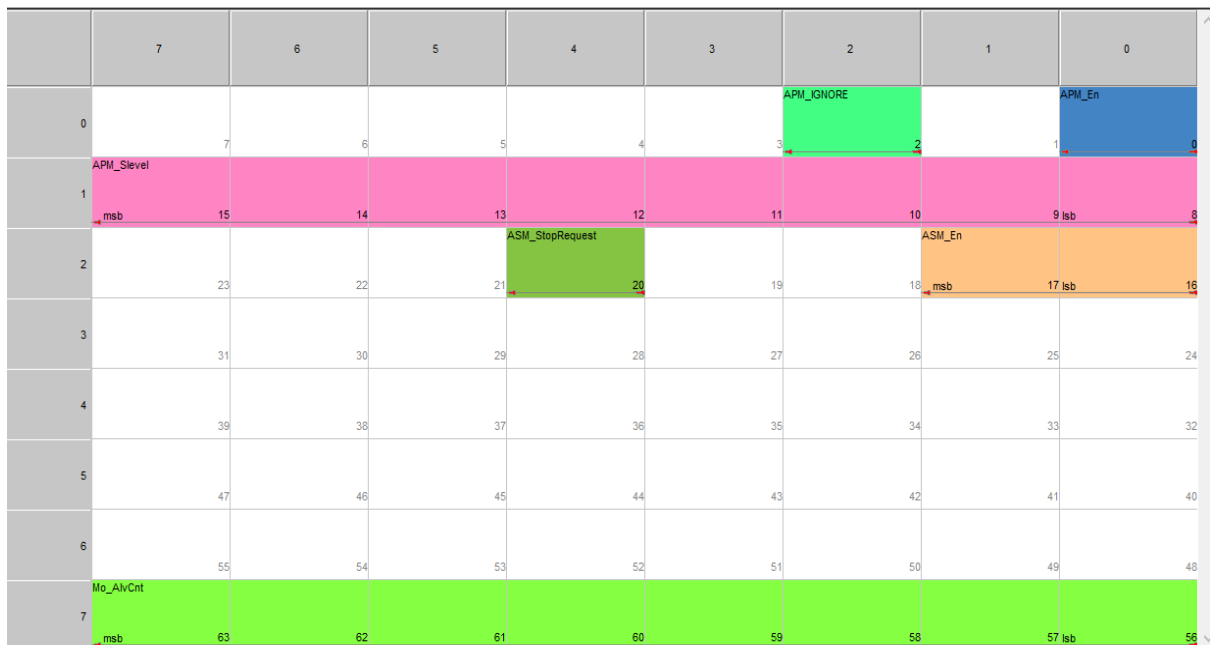 7 6 5 4 3 2 1 0
APM_IGNORE APM_En
0 7 6 5 4 3 2 1 0
APM_Slevel
1 msb 15 14 13 12 11 10 9 lsb 8
ASM_StopRequest ASM_En
2 23 22 21 20 19 18 msb 17 lsb 16
3 31 30 29 28 27 26 25 24
4 39 38 37 36 35 34 33 32
5 47 46 45 44 43 42 41 40
6 55 54 53 52 51 50 49 48
Mo_AlvCnt
7 msb 63 62 61 60 59 58 57 lsb 56